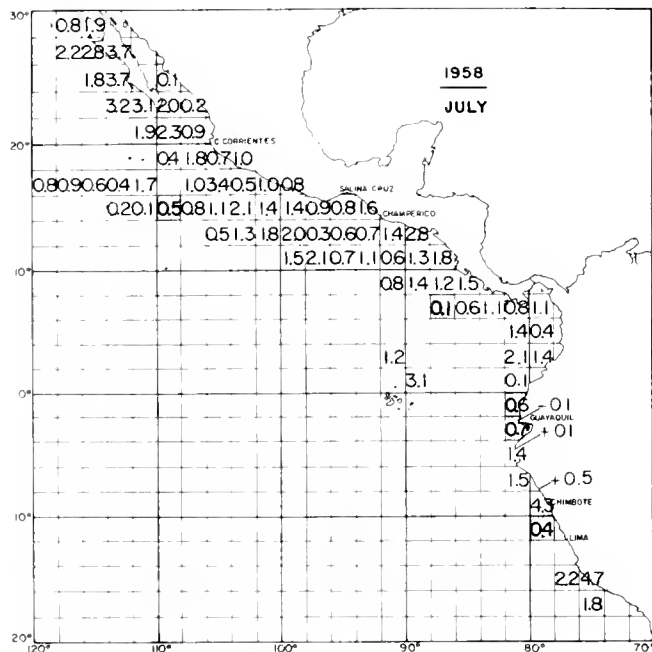 30°
0.8 1.9
2.2 2.8 3.7
1958
JULY
1.8 3.7 0.1
3.2 3.1 2.0 0.2
1.9 2.3 0.9
C. CORRIENTES
20°
0.4 1.8 0.7 1.0
0.8 0.9 0.6 0.4 1.7 1.0 3.4 0.5 1.0 0.8
SALINA CRUZ
0.2 0.1 0.5 0.8 1.1 2.1 1.4 1.4 0.9 0.8 1.6
CHAMPERICO
0.5 1.3 1.8 2.0 0.3 0.6 0.7 1.4 2.8
1.5 2.1 0.7 1.1 0.6 1.3 1.8
10°
0.8 1.4 1.2 1.5
0.1 0.6 1.1 0.8 1.1
1.4 0.4
1.2 2.1 1.4
3.1 0.1
0°
0.6 -01
GUAYAQUIL
0.7 +01
1.4
1.5 +0.5
4.3 CHIMBOTE
10°
0.4 LIMA
2.2 4.7
1.8
20°
120° 110° 100° 90° 80° 70°